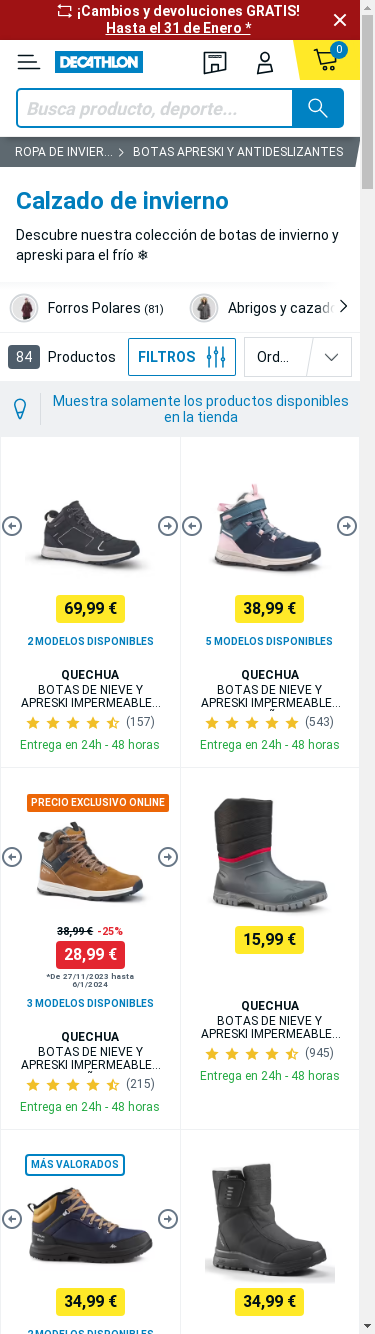 ¡Cambios y devoluciones GRATIS!
Hasta el 31 de Enero *
DECATHLON
0
Busca producto, deporte...
ROPA DE INVIER... > BOTAS APRESKI Y ANTIDESLIZANTES
Calzado de invierno
Descubre nuestra colección de botas de invierno y
apreski para el frío ❄
Forros Polares (81)
Abrigos y cazado
84 Productos
FILTROS
Ord...
Muestra solamente los productos disponibles
en la tienda
69,99 €
2 MODELOS DISPONIBLES
QUECHUA
BOTAS DE NIEVE Y
APRESKI IMPERMEABLE...
(157)
Entrega en 24h - 48 horas
38,99 €
5 MODELOS DISPONIBLES
QUECHUA
BOTAS DE NIEVE Y
APRESKI IMPERMEABLE...
(543)
Entrega en 24h - 48 horas
PRECIO EXCLUSIVO ONLINE
38,99 € -25%
28,99 €
*De 27/11/2023 hasta
6/1/2024
3 MODELOS DISPONIBLES
QUECHUA
BOTAS DE NIEVE Y
APRESKI IMPERMEABLE...
(215)
Entrega en 24h - 48 horas
15,99 €
QUECHUA
BOTAS DE NIEVE Y
APRESKI IMPERMEABLE...
(945)
Entrega en 24h - 48 horas
MÁS VALORADOS
34,99 €
2 MODELOS DISPONIBLES
34,99 €